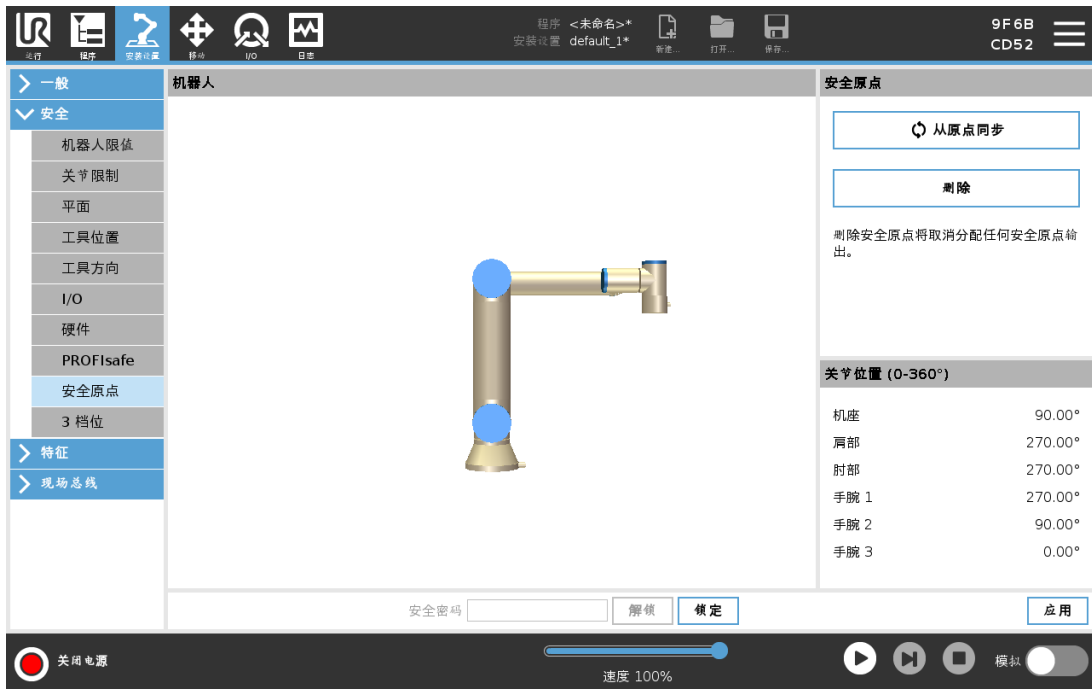 运行
程序
安装设置
移动
I/O
日志
程序 <未命名>*
安装设置 default_1*
新建...
打开...
保存...
9F6B
CD52
一般
安全
机器人限值
关节限制
平面
工具位置
工具方向
I/O
硬件
PROFIsafe
安全原点
3 档位
特征
现场总线
机器人
安全原点
从原点同步
删除
删除安全原点将取消分配任何安全原点输
出。
关节位置 (0-360°)
机座 90.00°
肩部 270.00°
肘部 270.00°
手腕 1 270.00°
手腕 2 90.00°
手腕 3 0.00°
安全密码
解锁
锁定
应用
关闭电源
速度 100%
模拟